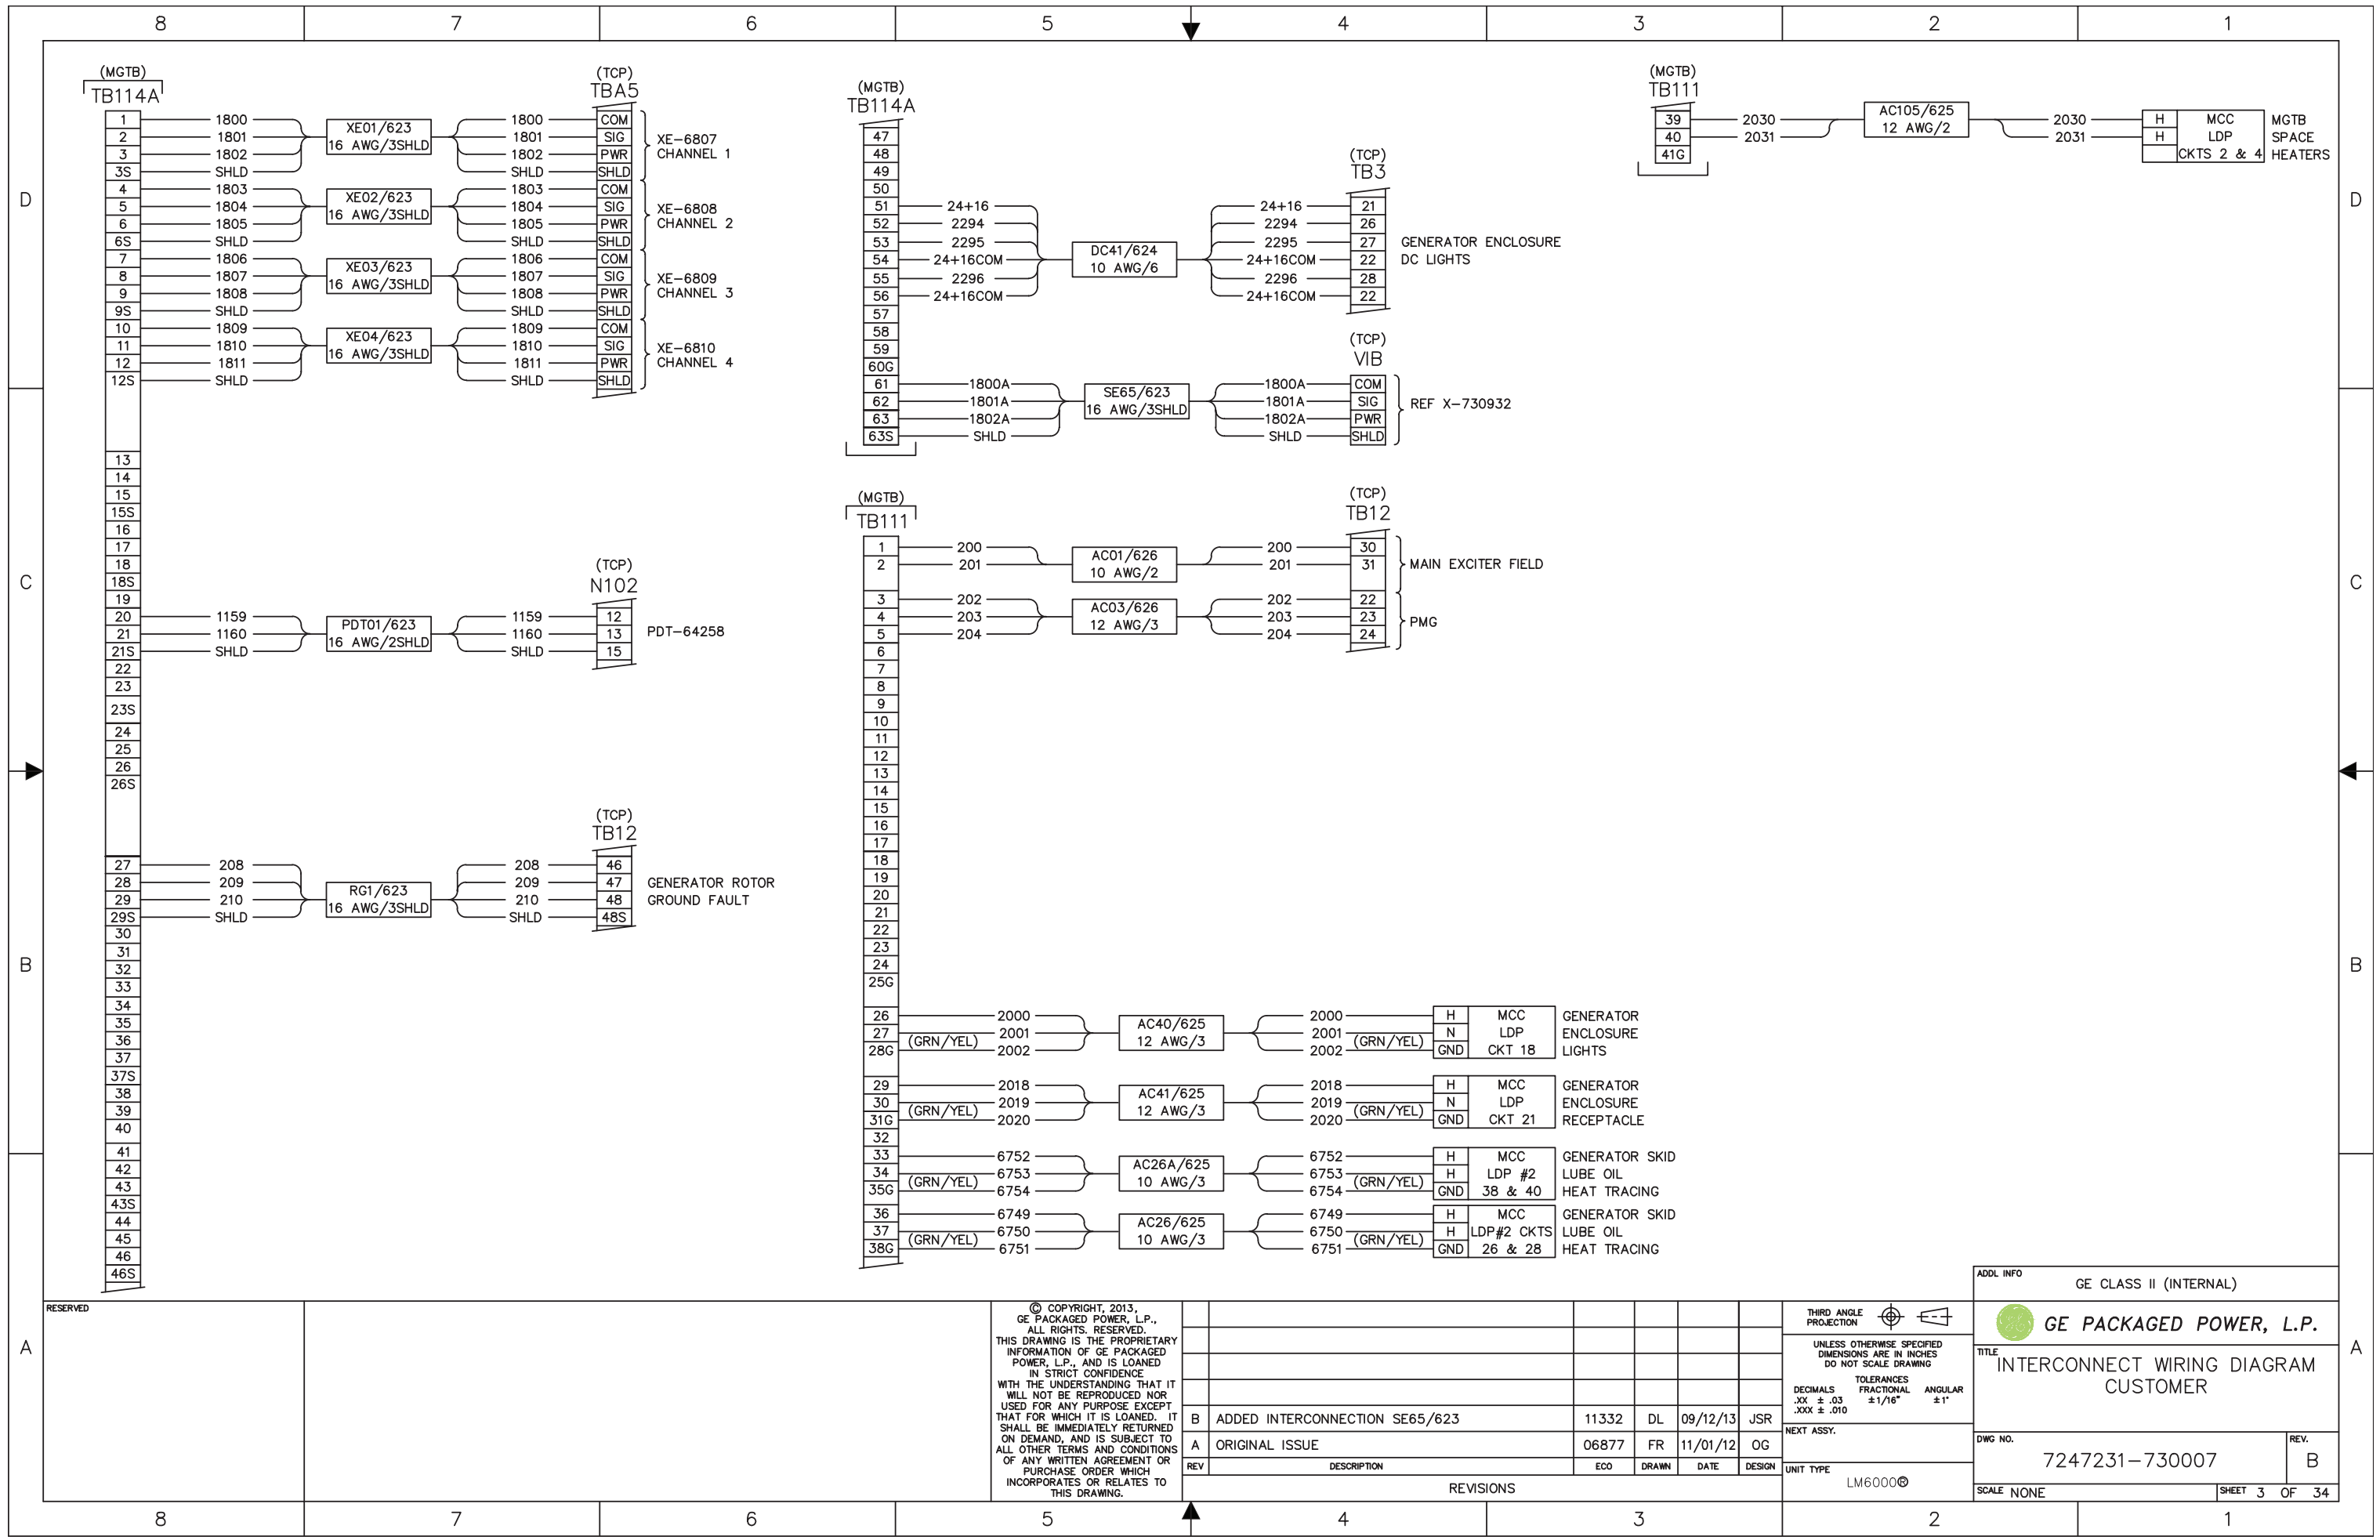 8 7 6 5 4 3 2 1
D
C
B
A
(MGTB)
TB114A
(TCP)
TBA5
1 1800 XE01/623 1800 COM
2 1801 16 AWG/3SHLD 1801 SIG XE-6807
3 1802 1802 PWR CHANNEL 1
3S SHLD SHLD SHLD
4 1803 XE02/623 1803 COM
5 1804 16 AWG/3SHLD 1804 SIG XE-6808
6 1805 1805 PWR CHANNEL 2
6S SHLD SHLD SHLD
7 1806 XE03/623 1806 COM
8 1807 16 AWG/3SHLD 1807 SIG XE-6809
9 1808 1808 PWR CHANNEL 3
9S SHLD SHLD SHLD
10 1809 XE04/623 1809 COM
11 1810 16 AWG/3SHLD 1810 SIG XE-6810
12 1811 1811 PWR CHANNEL 4
12S SHLD SHLD SHLD
13
14
15
15S
16
17
18
18S
19
(TCP)
N102
20 1159 PDT01/623 1159 12
21 1160 16 AWG/2SHLD 1160 13 PDT-64258
21S SHLD SHLD 15
22
23
23S
24
25
26
26S
(TCP)
TB12
27 208 208 46
28 209 RG1/623 209 47 GENERATOR ROTOR
29 210 16 AWG/3SHLD 210 48 GROUND FAULT
29S SHLD SHLD 48S
30
31
32
33
34
35
36
37
37S
38
39
40
41
42
43
43S
44
45
46
46S
(MGTB)
TB114A
47
48
49
50
(TCP)
TB3
51 24+16 24+16 21
52 2294 2294 26
53 2295 DC41/624 2295 27 GENERATOR ENCLOSURE
54 24+16COM 10 AWG/6 24+16COM 22 DC LIGHTS
55 2296 2296 28
56 24+16COM 24+16COM 22
57
58
59
60G
(TCP)
VIB
61 1800A SE65/623 1800A COM
62 1801A 16 AWG/3SHLD 1801A SIG REF X-730932
63 1802A 1802A PWR
63S SHLD SHLD SHLD
(MGTB)
TB111
(TCP)
TB12
1 200 AC01/626 200 30
2 201 10 AWG/2 201 31 MAIN EXCITER FIELD
3 202 AC03/626 202 22
4 203 12 AWG/3 203 23 PMG
5 204 204 24
6
7
8
9
10
11
12
13
14
15
16
17
18
19
20
21
22
23
24
25G
26 2000 AC40/625 2000 H MCC GENERATOR
27 (GRN/YEL) 2001 12 AWG/3 2001 (GRN/YEL) N LDP ENCLOSURE
28G 2002 2002 GND CKT 18 LIGHTS
29 2018 AC41/625 2018 H MCC GENERATOR
30 (GRN/YEL) 2019 12 AWG/3 2019 (GRN/YEL) N LDP ENCLOSURE
31G 2020 2020 GND CKT 21 RECEPTACLE
32
33 6752 AC26A/625 6752 H MCC GENERATOR SKID
34 (GRN/YEL) 6753 10 AWG/3 6753 (GRN/YEL) H LDP #2 LUBE OIL
35G 6754 6754 GND 38 & 40 HEAT TRACING
36 6749 AC26/625 6749 H MCC GENERATOR SKID
37 (GRN/YEL) 6750 10 AWG/3 6750 (GRN/YEL) H LDP#2 CKTS LUBE OIL
38G 6751 6751 GND 26 & 28 HEAT TRACING
(MGTB)
TB111
39 2030 AC105/625 2030 H MCC MGTB
40 2031 12 AWG/2 2031 H LDP SPACE
41G CKTS 2 & 4 HEATERS
D
C
B
A
RESERVED
© COPYRIGHT, 2013,
GE PACKAGED POWER, L.P.,
ALL RIGHTS. RESERVED.
THIS DRAWING IS THE PROPRIETARY
INFORMATION OF GE PACKAGED
POWER, L.P., AND IS LOANED
IN STRICT CONFIDENCE
WITH THE UNDERSTANDING THAT IT
WILL NOT BE REPRODUCED NOR
USED FOR ANY PURPOSE EXCEPT
THAT FOR WHICH IT IS LOANED. IT
SHALL BE IMMEDIATELY RETURNED
ON DEMAND, AND IS SUBJECT TO
ALL OTHER TERMS AND CONDITIONS
OF ANY WRITTEN AGREEMENT OR
PURCHASE ORDER WHICH
INCORPORATES OR RELATES TO
THIS DRAWING.
B ADDED INTERCONNECTION SE65/623 11332 DL 09/12/13 JSR
A ORIGINAL ISSUE 06877 FR 11/01/12 OG
REV DESCRIPTION ECO DRAWN DATE DESIGN
REVISIONS
THIRD ANGLE
PROJECTION
UNLESS OTHERWISE SPECIFIED
DIMENSIONS ARE IN INCHES
DO NOT SCALE DRAWING
TOLERANCES
DECIMALS FRACTIONAL ANGULAR
.XX ± .03 ±1/16" ±1°
.XXX ± .010
NEXT ASSY.
UNIT TYPE
LM6000®
ADDL INFO
GE CLASS II (INTERNAL)
GE PACKAGED POWER, L.P.
TITLE
INTERCONNECT WIRING DIAGRAM
CUSTOMER
DWG NO. REV.
7247231-730007 B
SCALE NONE SHEET 3 OF 34
8 7 6 5 4 3 2 1